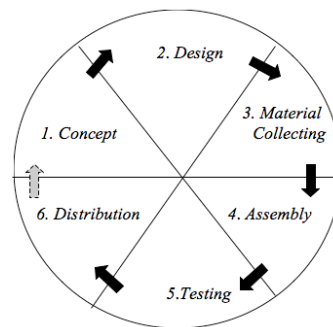 2. Design
3. Material
Collecting
1. Concept
6. Distribution
4. Assembly
5.Testing